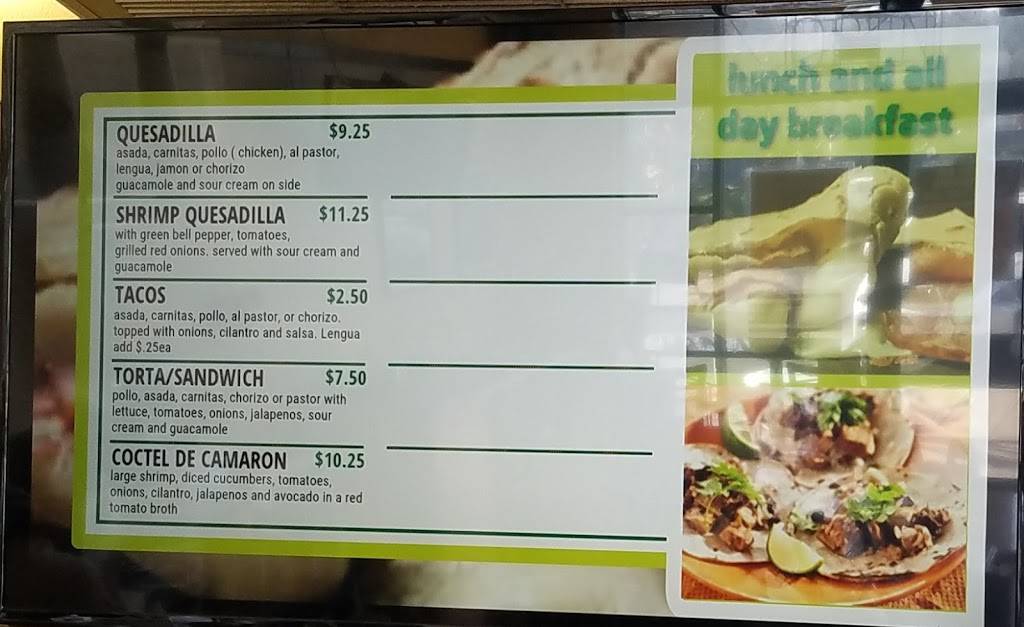 QUESADILLA $9.25
asada, carnitas, pollo ( chicken), al pastor,
lengua, jamon or chorizo
guacamole and sour cream on side
SHRIMP QUESADILLA $11.25
with green bell pepper, tomatoes,
grilled red onions. served with sour cream and
guacamole
TACOS $2.50
asada, carnitas, pollo, al pastor, or chorizo.
topped with onions, cilantro and salsa. Lengua
add $.25ea
TORTA/SANDWICH $7.50
pollo, asada, carnitas, chorizo or pastor with
lettuce, tomatoes, onions, jalapenos, sour
cream and guacamole
COCTEL DE CAMARON $10.25
large shrimp, diced cucumbers, tomatoes,
onions, cilantro, jalapenos and avocado in a red
tomato broth
lunch and all
day breakfast